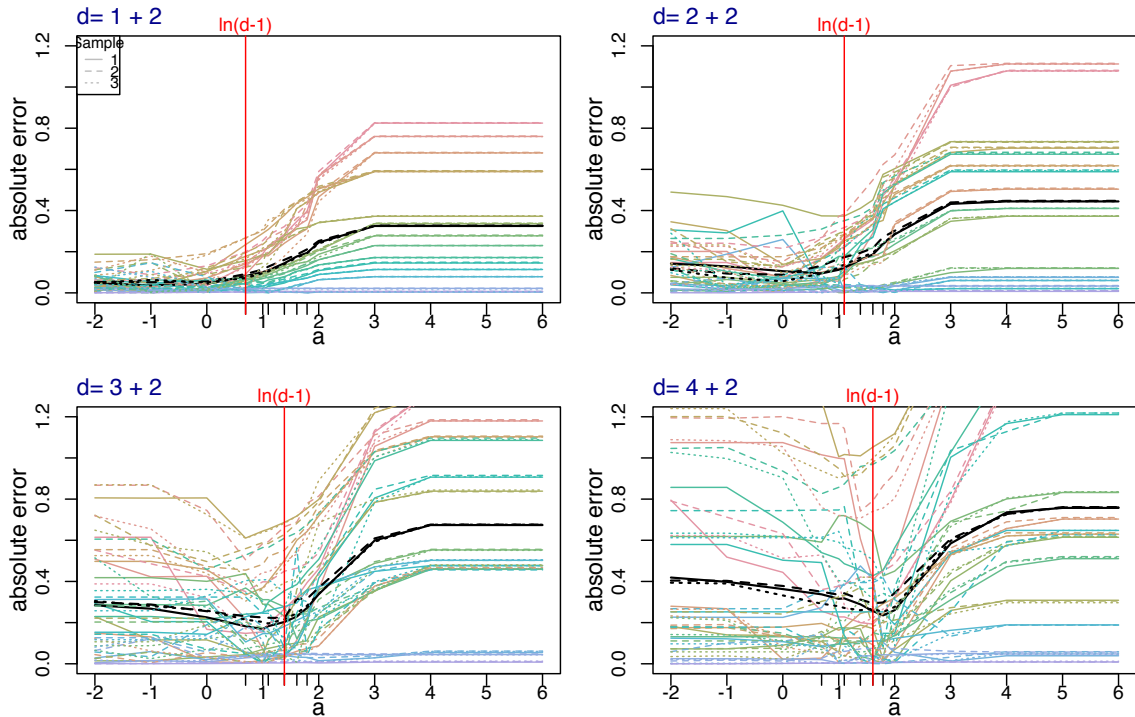 d= 1 + 2
ln(d-1)
absolute error
0.0 0.4 0.8 1.2
Sample
1
2
3
-2 -1 0 1 2 3 4 5 6
a
d= 2 + 2
ln(d-1)
absolute error
0.0 0.4 0.8 1.2
-2 -1 0 1 2 3 4 5 6
a
d= 3 + 2
ln(d-1)
absolute error
0.0 0.4 0.8 1.2
-2 -1 0 1 2 3 4 5 6
a
d= 4 + 2
ln(d-1)
absolute error
0.0 0.4 0.8 1.2
-2 -1 0 1 2 3 4 5 6
a